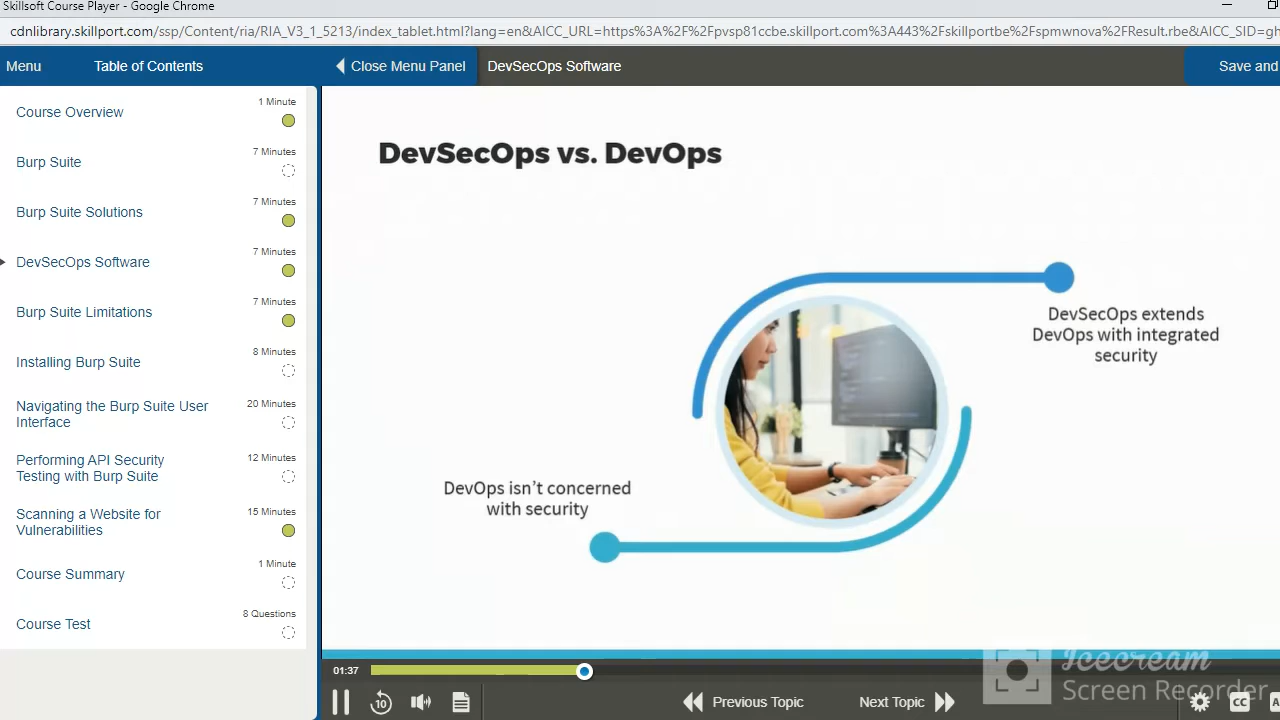 Skillsoft Course Player - Google Chrome
cdnlibrary.skillport.com/ssp/Content/ria/RIA_V3_1_5213/index_tablet.html?lang=en&AICC_URL=https%3A%2F%2Fpvsp81ccbe.skillport.com%3A443%2Fskillportbe%2Fspmwnova%2FResult.rbe&AICC_SID=gh
Menu
Table of Contents
Close Menu Panel
DevSecOps Software
Save and
Course Overview
1 Minute
Burp Suite
7 Minutes
Burp Suite Solutions
7 Minutes
DevSecOps Software
7 Minutes
Burp Suite Limitations
7 Minutes
Installing Burp Suite
8 Minutes
Navigating the Burp Suite User
Interface
20 Minutes
Performing API Security
Testing with Burp Suite
12 Minutes
Scanning a Website for
Vulnerabilities
15 Minutes
Course Summary
1 Minute
Course Test
8 Questions
DevSecOps vs. DevOps
DevSecOps extends
DevOps with integrated
security
DevOps isn't concerned
with security
01:37
10
Previous Topic
Next Topic
CC
A
Icecream
Screen Recorder